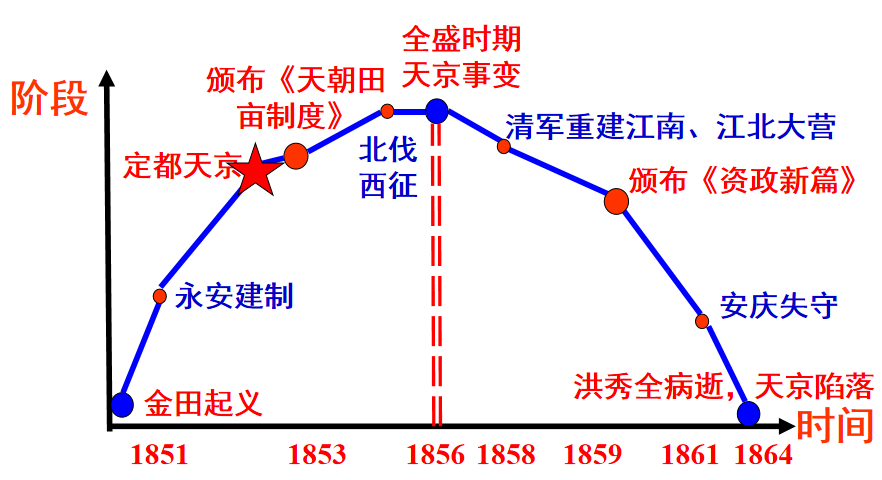 全盛时期
天京事变
颁布《天朝田
亩制度》
阶段
清军重建江南、江北大营
北伐
西征
定都天京
颁布《资政新篇》
永安建制
安庆失守
金田起义
洪秀全病逝，天京陷落
时间
1851 1853 1856 1858 1859 1861 1864